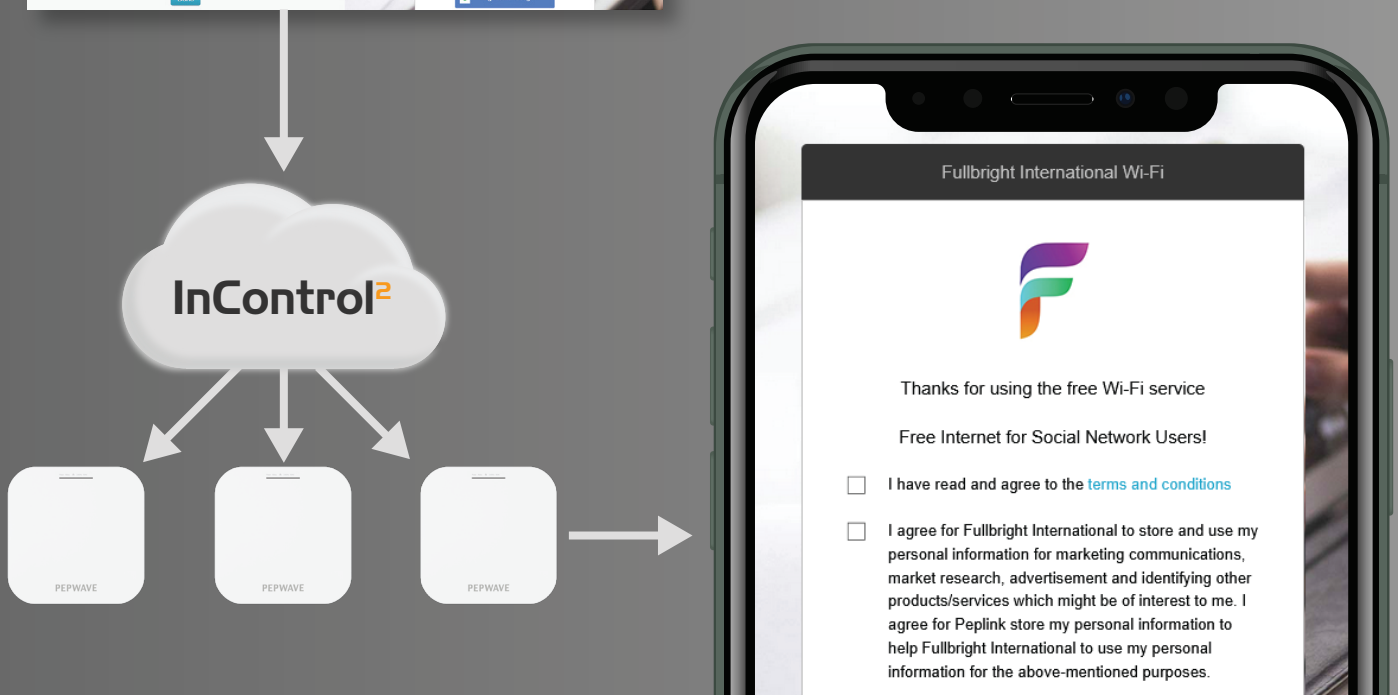 InControl²
PEPWAVE
PEPWAVE
PEPWAVE
Fullbright International Wi-Fi
Thanks for using the free Wi-Fi service
Free Internet for Social Network Users!
I have read and agree to the terms and conditions
I agree for Fullbright International to store and use my
personal information for marketing communications,
market research, advertisement and identifying other
products/services which might be of interest to me. I
agree for Peplink store my personal information to
help Fullbright International to use my personal
information for the above-mentioned purposes.